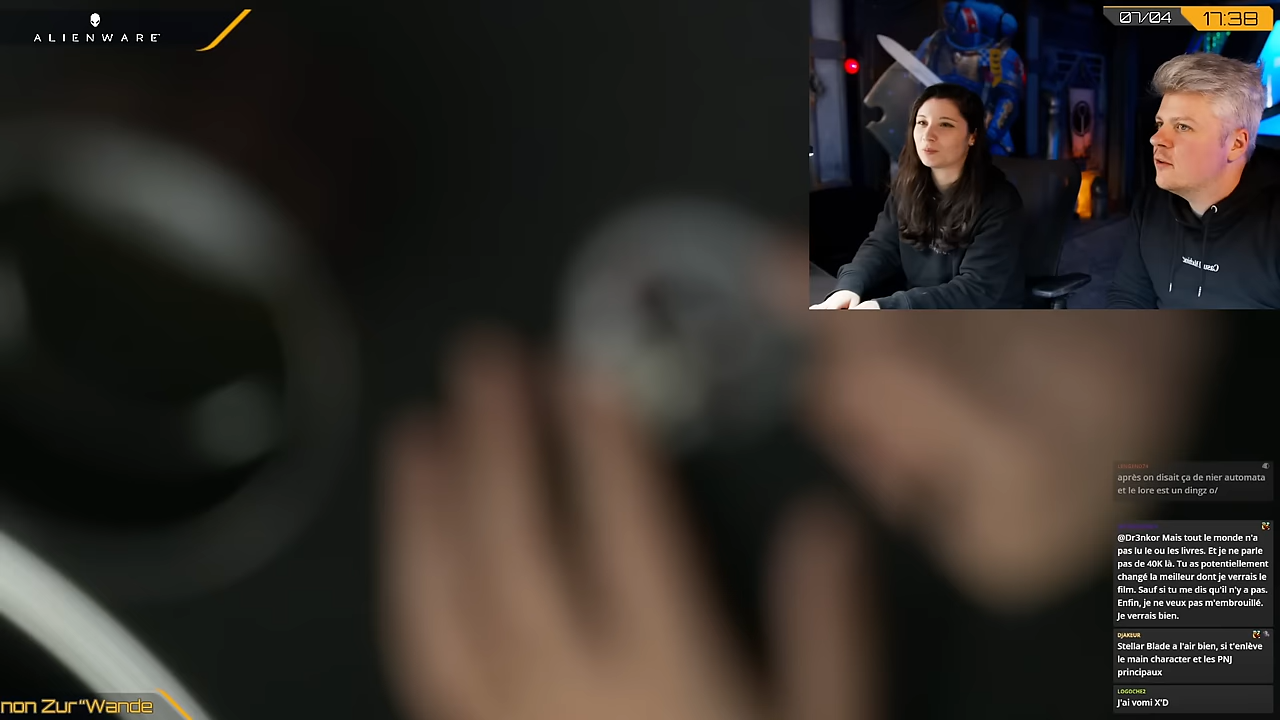 ALIENWARE
07/04
17:38
après on disait ça de nier automata
et le lore est un dingz o/
@Dr3nkor Mais tout le monde n'a
pas lu le ou les livres. Et je ne parle
pas de 40K là. Tu as potentiellement
changé la meilleur dont je verrais le
film. Sauf si tu me dis qu'il n'y a pas.
Enfin, je ne veux pas m'embrouillé.
Je verrais bien.
DJAKEUR
Stellar Blade a l'air bien, si t'enlève
le main character et les PNJ
principaux
LOGOCHE2
J'ai vomi X'D
non Zur "Wande